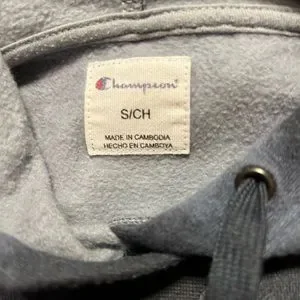 Champion
S/CH
MADE IN CAMBODIA
HECHO EN CAMBOYA